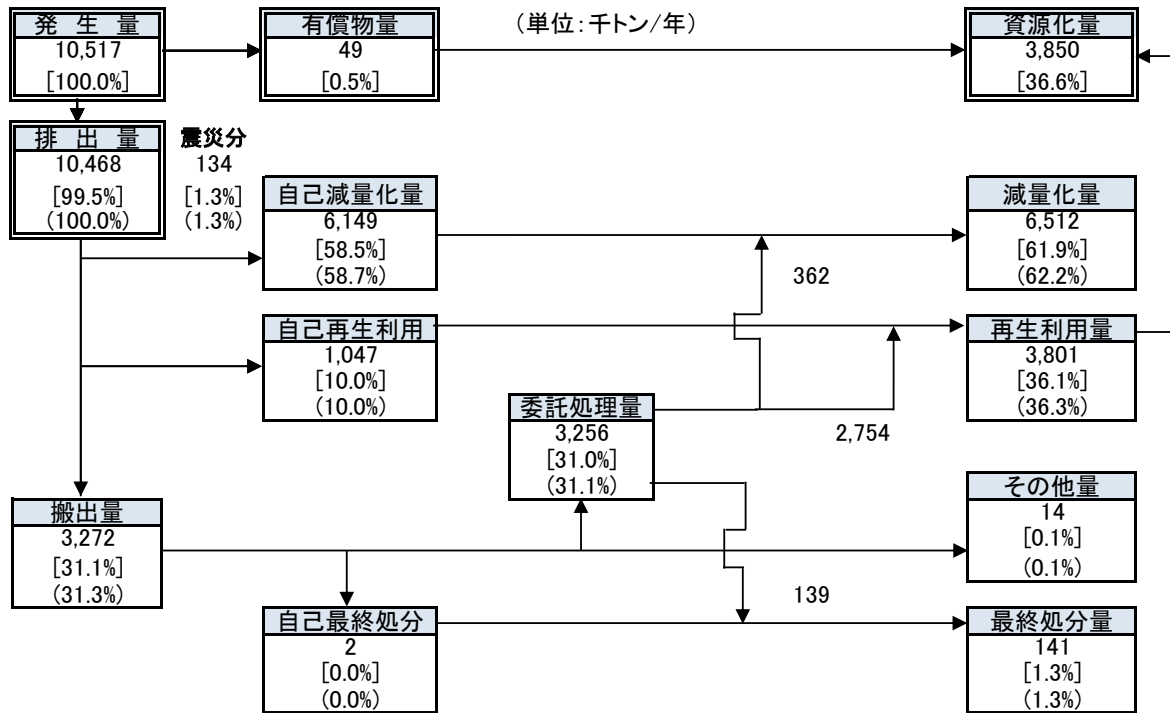 発 生 量
10,517
[100.0%]
有償物量
49
[0.5%]
(単位:千トン/年)
資源化量
3,850
[36.6%]
排 出 量
10,468
[99.5%]
(100.0%)
震災分
134
[1.3%]
(1.3%)
自己減量化量
6,149
[58.5%]
(58.7%)
減量化量
6,512
[61.9%]
(62.2%)
362
自己再生利用
1,047
[10.0%]
(10.0%)
再生利用量
3,801
[36.1%]
(36.3%)
委託処理量
3,256
[31.0%]
(31.1%)
2,754
搬出量
3,272
[31.1%]
(31.3%)
その他量
14
[0.1%]
(0.1%)
139
自己最終処分
2
[0.0%]
(0.0%)
最終処分量
141
[1.3%]
(1.3%)